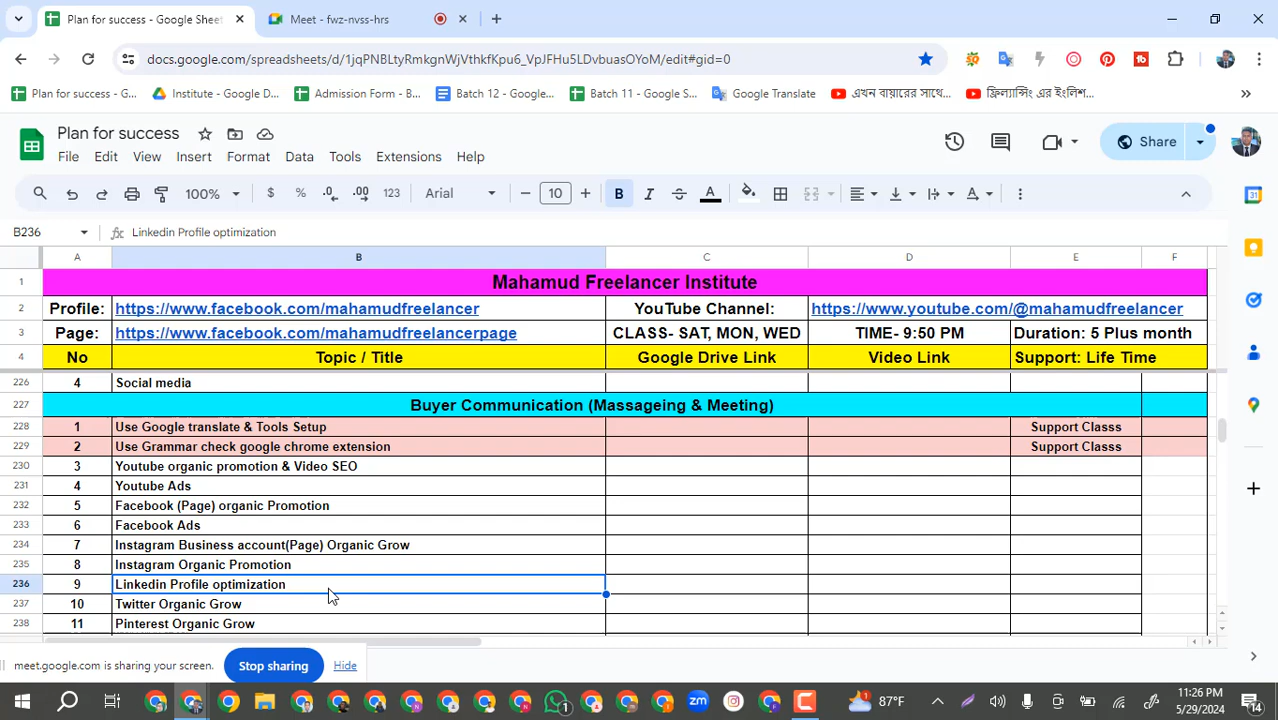 Plan for success - Google Sheet
Meet - fwz-nvss-hrs
docs.google.com/spreadsheets/d/1jqPNBLtyRmkgnWjVthkfKpu6_VpJFHu5LDvbuasOYoM/edit#gid=0
Plan for success - G...
Institute - Google D...
Admission Form - B...
Batch 12 - Google...
Batch 11 - Google S...
Google Translate
এখন বায়ারের সাথে...
ফ্রিল্যান্সিং এর ইংলিশ...
Plan for success
Share
File Edit View Insert Format Data Tools Extensions Help
100% $ % .0 .00 123 Arial 10 B I S A
B236 fx Linkedin Profile optimization
A B C D E F
1 Mahamud Freelancer Institute
2 Profile: https://www.facebook.com/mahamudfreelancer YouTube Channel: https://www.youtube.com/@mahamudfreelancer
3 Page: https://www.facebook.com/mahamudfreelancerpage CLASS- SAT, MON, WED TIME- 9:50 PM Duration: 5 Plus month
4 No Topic / Title Google Drive Link Video Link Support: Life Time
226 4 Social media
227 Buyer Communication (Massageing & Meeting)
228 1 Use Google translate & Tools Setup Support Classs
229 2 Use Grammar check google chrome extension Support Classs
230 3 Youtube organic promotion & Video SEO
231 4 Youtube Ads
232 5 Facebook (Page) organic Promotion
233 6 Facebook Ads
234 7 Instagram Business account(Page) Organic Grow
235 8 Instagram Organic Promotion
236 9 Linkedin Profile optimization
237 10 Twitter Organic Grow
238 11 Pinterest Organic Grow
meet.google.com is sharing your screen. Stop sharing Hide
87°F
11:26 PM
5/29/2024